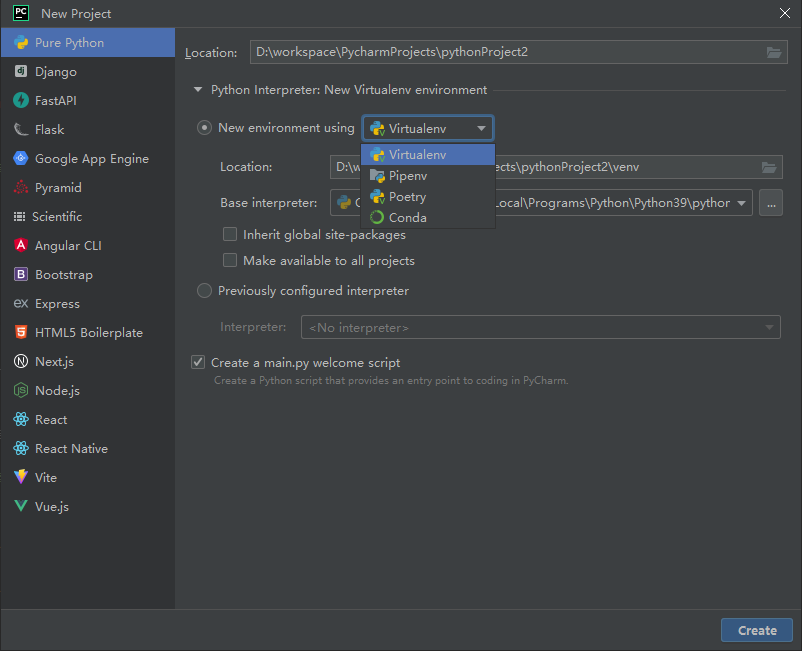 PC New Project
Pure Python
Django
FastAPI
Flask
Google App Engine
Pyramid
Scientific
Angular CLI
Bootstrap
Express
HTML5 Boilerplate
Next.js
Node.js
React
React Native
Vite
Vue.js
Location: D:\workspace\PycharmProjects\pythonProject2
Python Interpreter: New Virtualenv environment
New environment using Virtualenv
Virtualenv
Pipenv
Poetry
Conda
Location: D:\ects\pythonProject2\venv
Base interpreter: ocal\Programs\Python\Python39\python ...
Inherit global site-packages
Make available to all projects
Previously configured interpreter
Interpreter: <No interpreter>
Create a main.py welcome script
Create a Python script that provides an entry point to coding in PyCharm.
Create